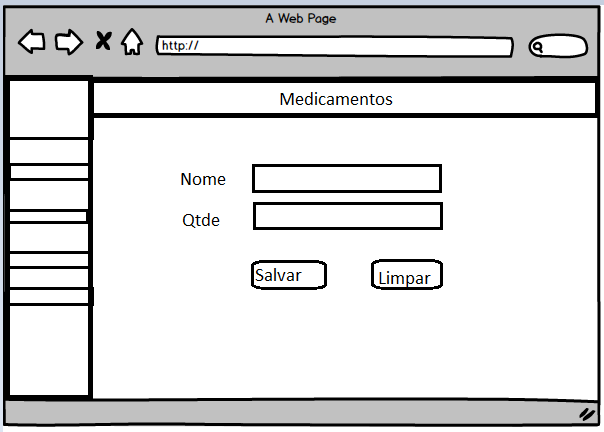 A Web Page
http://
Medicamentos
Nome
Qtde
Salvar
Limpar